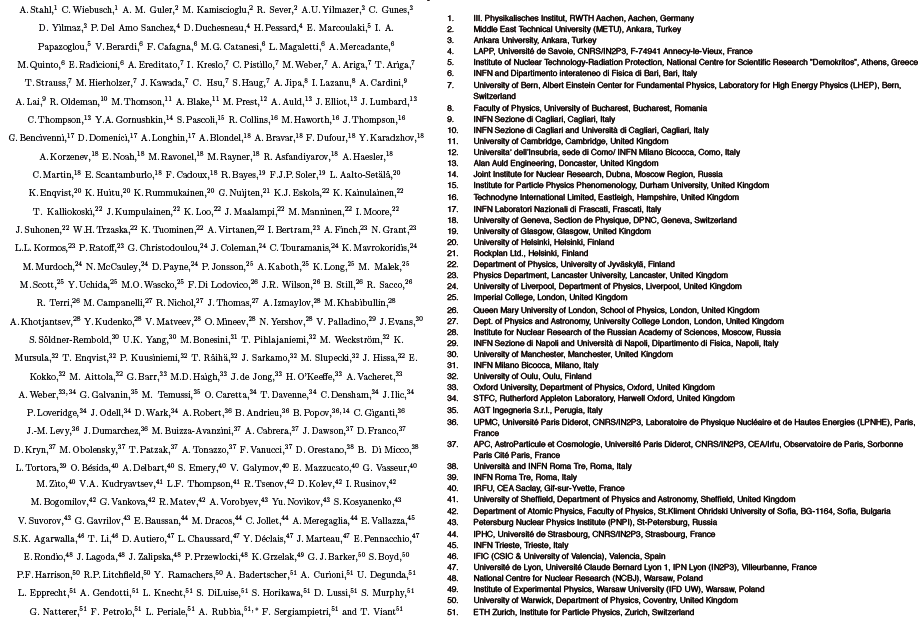 A. Stahl,1 C. Wiebusch,1 A. M. Guler,2 M. Kamiscioglu,2 R. Sever,2 A.U. Yilmazer,3 C. Gunes,3
D. Yilmaz,3 P. Del Amo Sanchez,4 D. Duchesneau,4 H. Pessard,4 E. Marcoulaki,5 I. A.
Papazoglou,5 V. Berardi,6 F. Cafagna,6 M.G. Catanesi,6 L. Magaletti,6 A. Mercadante,6
M. Quinto,6 E. Radicioni,6 A. Ereditato,7 I. Kreslo,7 C. Pistillo,7 M. Weber,7 A. Ariga,7 T. Ariga,7
T. Strauss,7 M. Hierholzer,7 J. Kawada,7 C. Hsu,7 S. Haug,7 A. Jipa,8 I. Lazanu,8 A. Cardini,9
A. Lai,9 R. Oldeman,10 M. Thomson,11 A. Blake,11 M. Prest,12 A. Auld,13 J. Elliot,13 J. Lumbard,13
C. Thompson,13 Y.A. Gornushkin,14 S. Pascoli,15 R. Collins,16 M. Haworth,16 J. Thompson,16
G. Bencivenni,17 D. Domenici,17 A. Longhin,17 A. Blondel,18 A. Bravar,18 F. Dufour,18 Y. Karadzhov,18
A. Korzenev,18 E. Noah,18 M. Ravonel,18 M. Rayner,18 R. Asfandiyarov,18 A. Haesler,18
C. Martin,18 E. Scantamburlo,18 F. Cadoux,18 R. Bayes,19 F.J.P. Soler,19 L. Aalto-Setälä,20
K. Enqvist,20 K. Huitu,20 K. Rummukainen,20 G. Nuijten,21 K.J. Eskola,22 K. Kainulainen,22
T. Kalliokoski,22 J. Kumpulainen,22 K. Loo,22 J. Maalampi,22 M. Manninen,22 I. Moore,22
J. Suhonen,22 W.H. Trzaska,22 K. Tuominen,22 A. Virtanen,22 I. Bertram,23 A. Finch,23 N. Grant,23
L.L. Kormos,23 P. Ratoff,23 G. Christodoulou,24 J. Coleman,24 C. Touramanis,24 K. Mavrokoridis,24
M. Murdoch,24 N. McCauley,24 D. Payne,24 P. Jonsson,25 A. Kaboth,25 K. Long,25 M. Malek,25
M. Scott,25 Y. Uchida,25 M.O. Wascko,25 F. Di Lodovico,26 J.R. Wilson,26 B. Still,26 R. Sacco,26
R. Terri,26 M. Campanelli,27 R. Nichol,27 J. Thomas,27 A. Izmaylov,28 M. Khabibullin,28
A. Khotjantsev,28 Y. Kudenko,28 V. Matveev,28 O. Mineev,28 N. Yershov,28 V. Palladino,29 J. Evans,30
S. Söldner-Rembold,30 U.K. Yang,30 M. Bonesini,31 T. Pihlajaniemi,32 M. Weckström,32 K.
Mursula,32 T. Enqvist,32 P. Kuusiniemi,32 T. Räihä,32 J. Sarkamo,32 M. Slupecki,32 J. Hissa,32 E.
Kokko,32 M. Aittola,32 G. Barr,33 M.D. Haigh,33 J. de Jong,33 H. O'Keeffe,33 A. Vacheret,33
A. Weber,33,34 G. Galvanin,35 M. Temussi,35 O. Caretta,34 T. Davenne,34 C. Densham,34 J. Ilic,34
P. Loveridge,34 J. Odell,34 D. Wark,34 A. Robert,36 B. Andrieu,36 B. Popov,36,14 C. Giganti,36
J.-M. Levy,36 J. Dumarchez,36 M. Buizza-Avanzini,37 A. Cabrera,37 J. Dawson,37 D. Franco,37
D. Kryn,37 M. Obolensky,37 T. Patzak,37 A. Tonazzo,37 F. Vanucci,37 D. Orestano,38 B. Di Micco,38
L. Tortora,39 O. Bésida,40 A. Delbart,40 S. Emery,40 V. Galymov,40 E. Mazzucato,40 G. Vasseur,40
M. Zito,40 V.A. Kudryavtsev,41 L.F. Thompson,41 R. Tsenov,42 D. Kolev,42 I. Rusinov,42
M. Bogomilov,42 G. Vankova,42 R. Matev,42 A. Vorobyev,43 Yu. Novikov,43 S. Kosyanenko,43
V. Suvorov,43 G. Gavrilov,43 E. Baussan,44 M. Dracos,44 C. Jollet,44 A. Meregaglia,44 E. Vallazza,45
S.K. Agarwalla,46 T. Li,46 D. Autiero,47 L. Chaussard,47 Y. Déclais,47 J. Marteau,47 E. Pennacchio,47
E. Rondio,48 J. Lagoda,48 J. Zalipska,48 P. Przewlocki,48 K. Grzelak,49 G. J. Barker,50 S. Boyd,50
P.F. Harrison,50 R.P. Litchfield,50 Y. Ramachers,50 A. Badertscher,51 A. Curioni,51 U. Degunda,51
L. Epprecht,51 A. Gendotti,51 L. Knecht,51 S. DiLuise,51 S. Horikawa,51 D. Lussi,51 S. Murphy,51
G. Natterer,51 F. Petrolo,51 L. Periale,51 A. Rubbia,51,* F. Sergiampietri,51 and T. Viant51
1. III. Physikalisches Institut, RWTH Aachen, Aachen, Germany
2. Middle East Technical University (METU), Ankara, Turkey
3. Ankara University, Ankara, Turkey
4. LAPP, Université de Savoie, CNRS/IN2P3, F-74941 Annecy-le-Vieux, France
5. Institute of Nuclear Technology-Radiation Protection, National Centre for Scientific Research "Demokritos", Athens, Greece
6. INFN and Dipartimento interateneo di Fisica di Bari, Bari, Italy
7. University of Bern, Albert Einstein Center for Fundamental Physics, Laboratory for High Energy Physics (LHEP), Bern,
Switzerland
8. Faculty of Physics, University of Bucharest, Bucharest, Romania
9. INFN Sezione di Cagliari, Cagliari, Italy
10. INFN Sezione di Cagliari and Università di Cagliari, Cagliari, Italy
11. University of Cambridge, Cambridge, United Kingdom
12. Universita' dell'Insubria, sede di Como/ INFN Milano Bicocca, Como, Italy
13. Alan Auld Engineering, Doncaster, United Kingdom
14. Joint Institute for Nuclear Research, Dubna, Moscow Region, Russia
15. Institute for Particle Physics Phenomenology, Durham University, United Kingdom
16. Technodyne International Limited, Eastleigh, Hampshire, United Kingdom
17. INFN Laboratori Nazionali di Frascati, Frascati, Italy
18. University of Geneva, Section de Physique, DPNC, Geneva, Switzerland
19. University of Glasgow, Glasgow, United Kingdom
20. University of Helsinki, Helsinki, Finland
21. Rockplan Ltd., Helsinki, Finland
22. Department of Physics, University of Jyväskylä, Finland
23. Physics Department, Lancaster University, Lancaster, United Kingdom
24. University of Liverpool, Department of Physics, Liverpool, United Kingdom
25. Imperial College, London, United Kingdom
26. Queen Mary University of London, School of Physics, London, United Kingdom
27. Dept. of Physics and Astronomy, University College London, London, United Kingdom
28. Institute for Nuclear Research of the Russian Academy of Sciences, Moscow, Russia
29. INFN Sezione di Napoli and Università di Napoli, Dipartimento di Fisica, Napoli, Italy
30. University of Manchester, Manchester, United Kingdom
31. INFN Milano Bicocca, Milano, Italy
32. University of Oulu, Oulu, Finland
33. Oxford University, Department of Physics, Oxford, United Kingdom
34. STFC, Rutherford Appleton Laboratory, Harwell Oxford, United Kingdom
35. AGT Ingegneria S.r.l., Perugia, Italy
36. UPMC, Université Paris Diderot, CNRS/IN2P3, Laboratoire de Physique Nucléaire et de Hautes Energies (LPNHE), Paris,
France
37. APC, AstroParticule et Cosmologie, Université Paris Diderot, CNRS/IN2P3, CEA/Irfu, Observatoire de Paris, Sorbonne
Paris Cité Paris, France
38. Università and INFN Roma Tre, Roma, Italy
39. INFN Roma Tre, Roma, Italy
40. IRFU, CEA Saclay, Gif-sur-Yvette, France
41. University of Sheffield, Department of Physics and Astronomy, Sheffield, United Kingdom
42. Department of Atomic Physics, Faculty of Physics, St.Kliment Ohridski University of Sofia, BG-1164, Sofia, Bulgaria
43. Petersburg Nuclear Physics Institute (PNPI), St-Petersburg, Russia
44. IPHC, Université de Strasbourg, CNRS/IN2P3, Strasbourg, France
45. INFN Trieste, Trieste, Italy
46. IFIC (CSIC & University of Valencia), Valencia, Spain
47. Université de Lyon, Université Claude Bernard Lyon 1, IPN Lyon (IN2P3), Villeurbanne, France
48. National Centre for Nuclear Research (NCBJ), Warsaw, Poland
49. Institute of Experimental Physics, Warsaw University (IFD UW), Warsaw, Poland
50. University of Warwick, Department of Physics, Coventry, United Kingdom
51. ETH Zurich, Institute for Particle Physics, Zurich, Switzerland